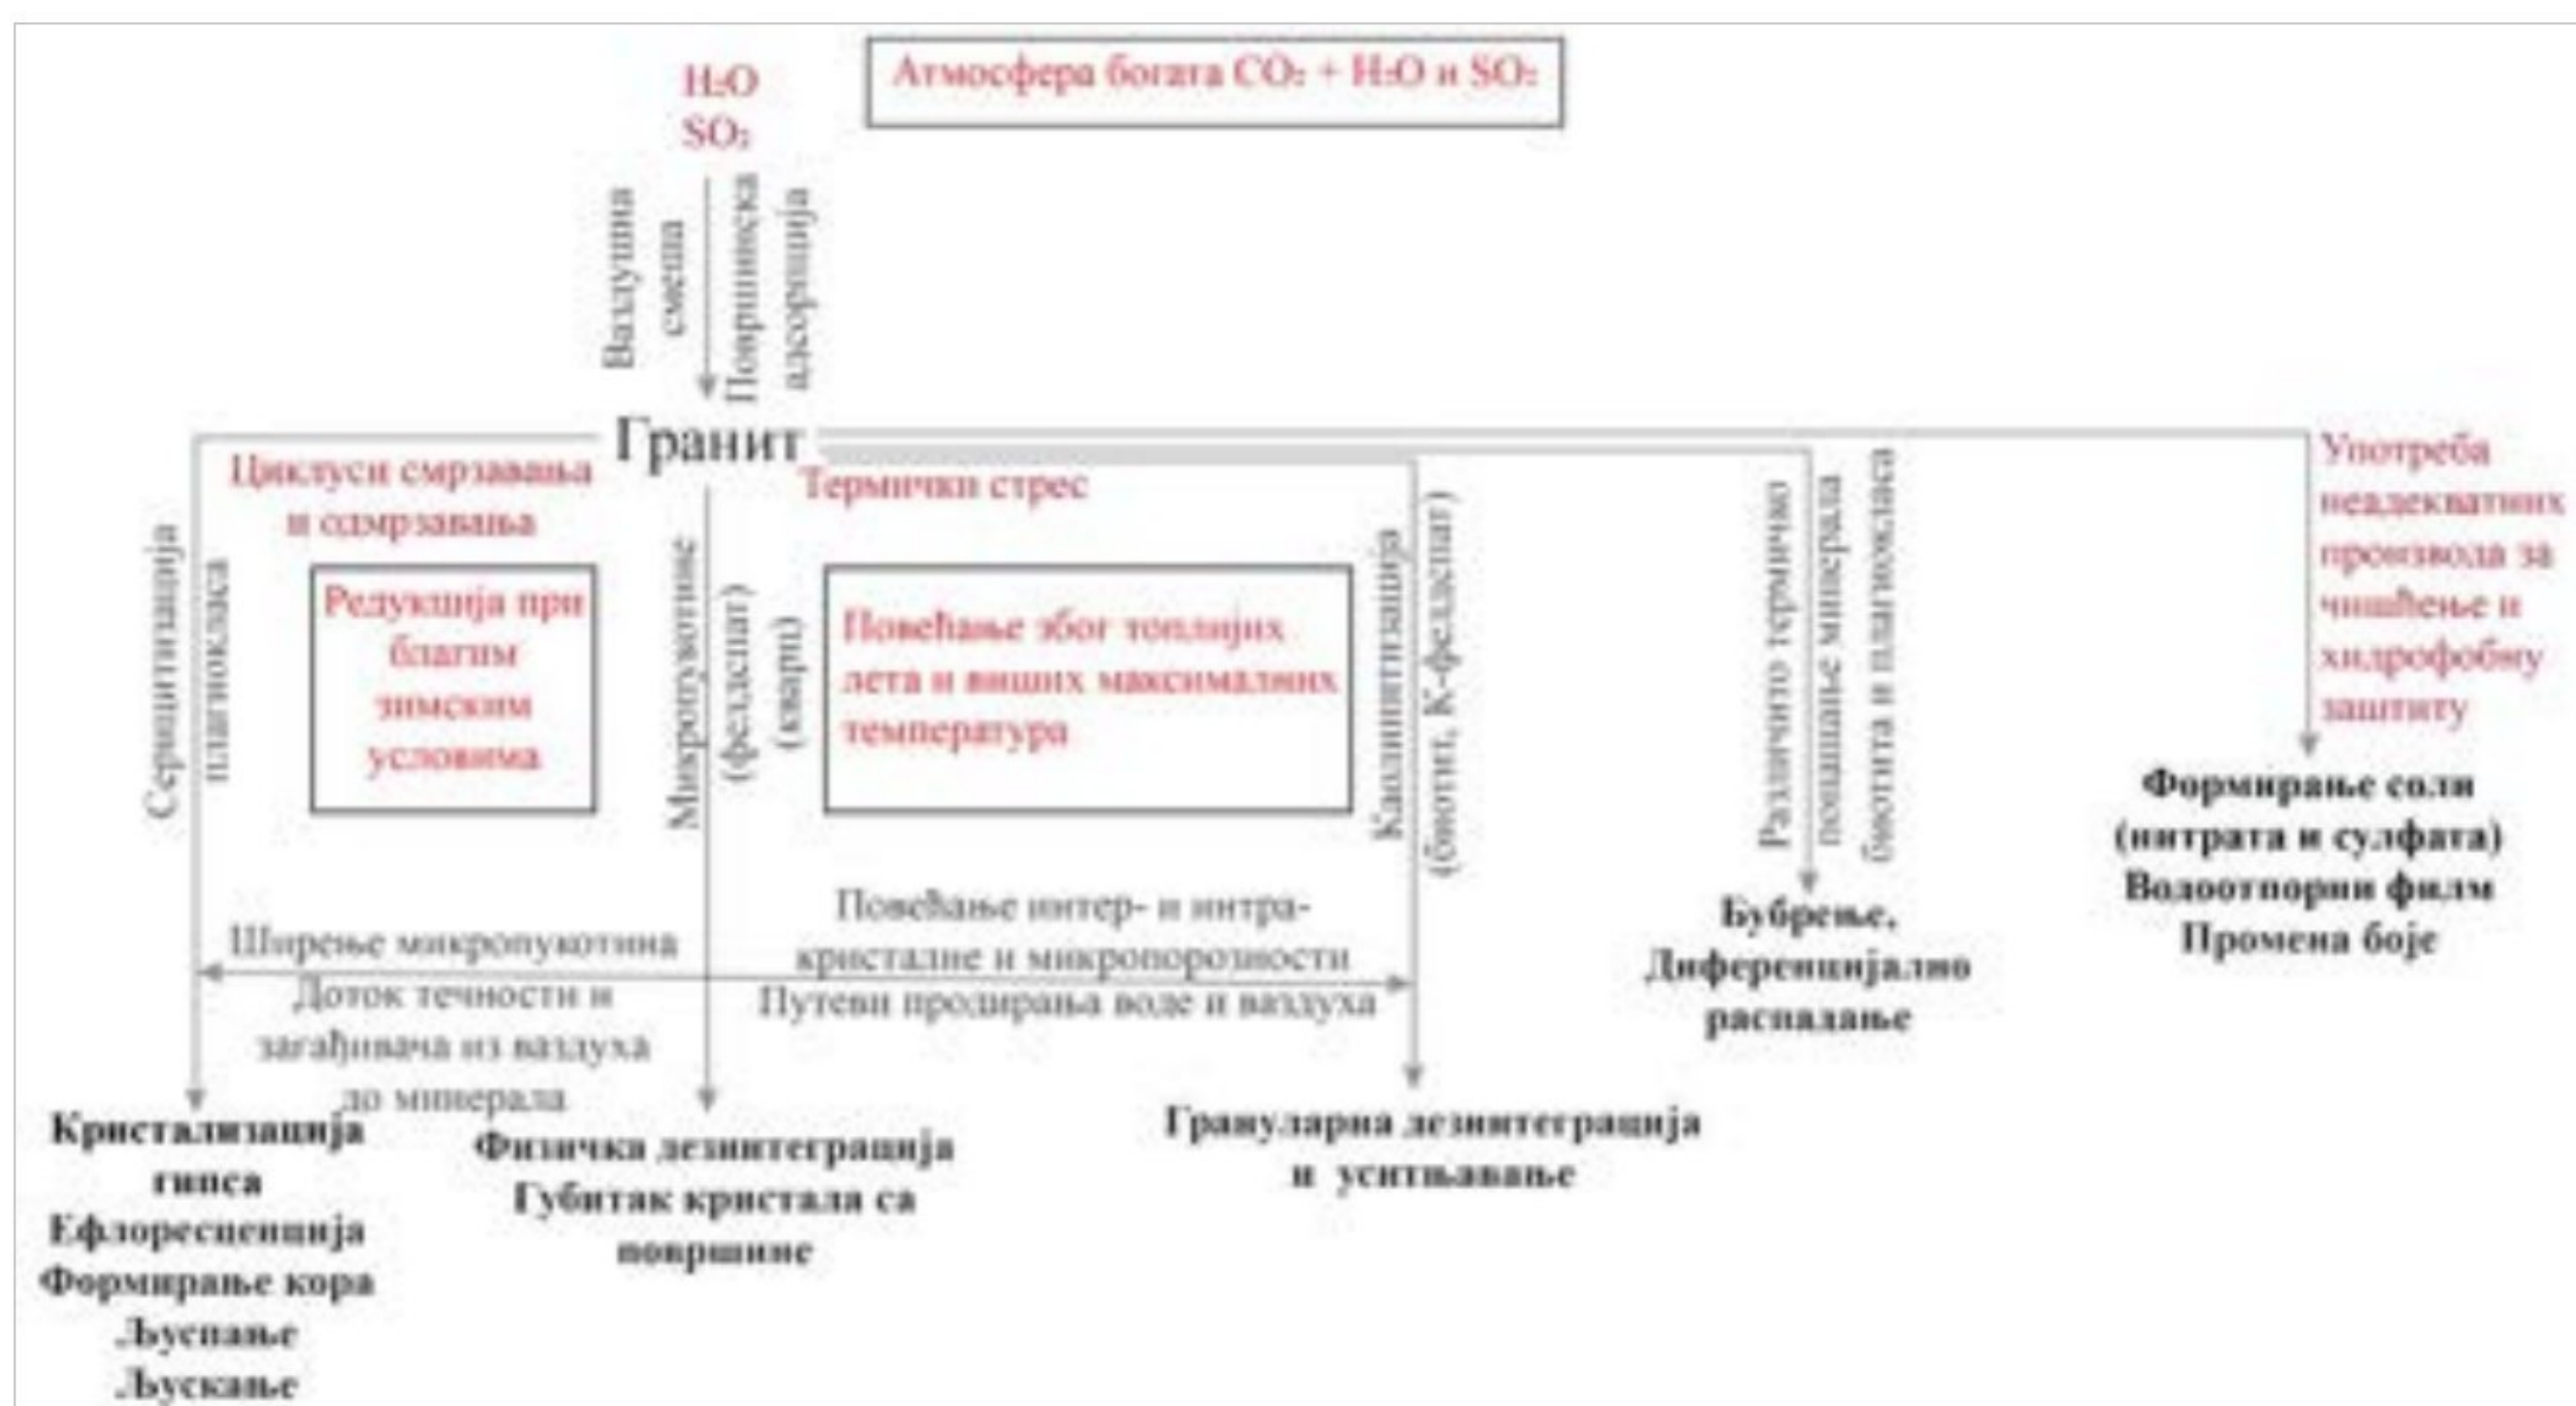 Атмосфера богата CO₂ + H₂O и SO₂
H₂O
SO₂
Ваздушна
смеша
Површинска
адсорпција
Гранит
Циклуси смрзавања
и одмрзавања
Термички стрес
Употреба
неадекватних
производа за
чишћење и
хидрофобну
заштиту
Серицитизација
плагиокласа
Редукција при
благим
зимским
условима
Микропукотине
(фелдспат)
(кварц)
Повећање због топлијих
лета и виших максималних
температура
Каолинитизација
(биотит, К-фелдспат)
Различито термичко
понашање минерала
биотита и плагиокласа
Формирање соли
(нитрата и сулфата)
Водоотпорни филм
Промена боје
Бубрење,
Диференцијално
распадање
Ширење микропукотина
Доток течности и
загађивача из ваздуха
до минерала
Повећање интер- и интра-
кристалне и микропорозности
Путеви продирања воде и ваздуха
Кристализација
гипса
Ефлоресценција
Формирање кора
Љуспање
Љускање
Физичка дезинтеграција
Губитак кристала са
површине
Грануларна дезинтеграција
и уситњавање